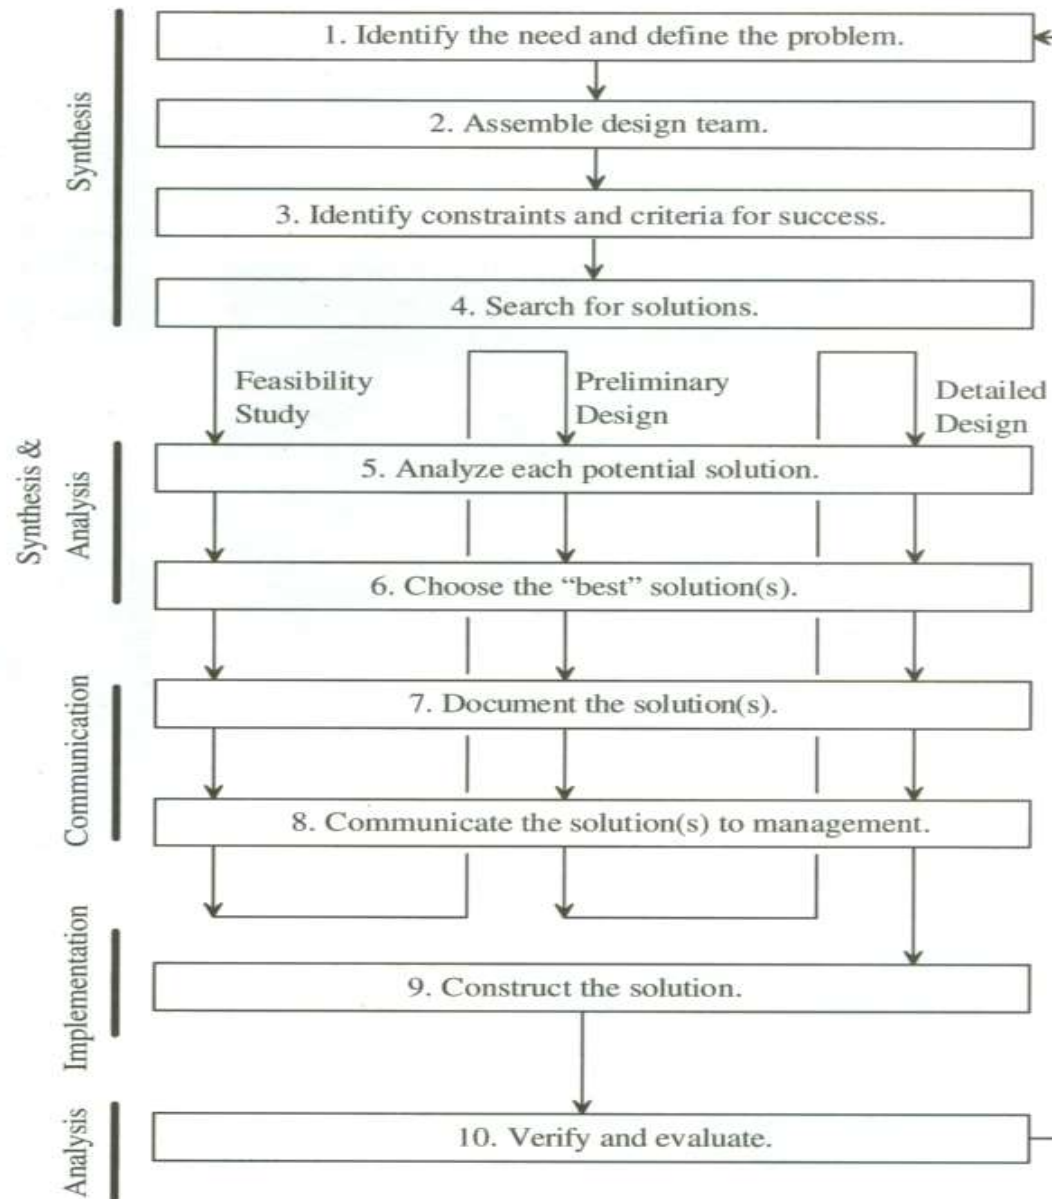 Synthesis
1. Identify the need and define the problem.
2. Assemble design team.
3. Identify constraints and criteria for success.
4. Search for solutions.
Feasibility
Study
Preliminary
Design
Detailed
Design
Synthesis &
Analysis
5. Analyze each potential solution.
6. Choose the “best” solution(s).
Communication
7. Document the solution(s).
8. Communicate the solution(s) to management.
Implementation
9. Construct the solution.
Analysis
10. Verify and evaluate.